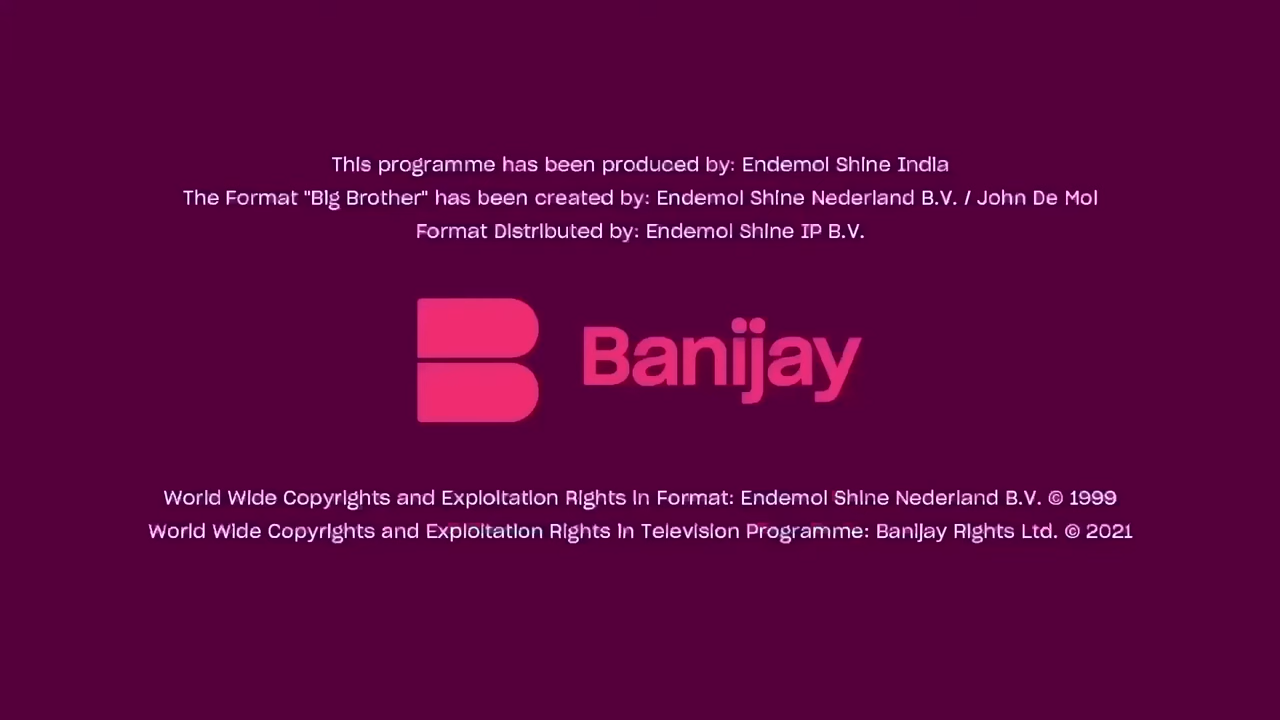 This programme has been produced by: Endemol Shine India
The Format "Big Brother" has been created by: Endemol Shine Nederland B.V. / John De Mol
Format Distributed by: Endemol Shine IP B.V.
Banijay
World Wide Copyrights and Exploitation Rights in Format: Endemol Shine Nederland B.V. © 1999
World Wide Copyrights and Exploitation Rights in Television Programme: Banijay Rights Ltd. © 2021